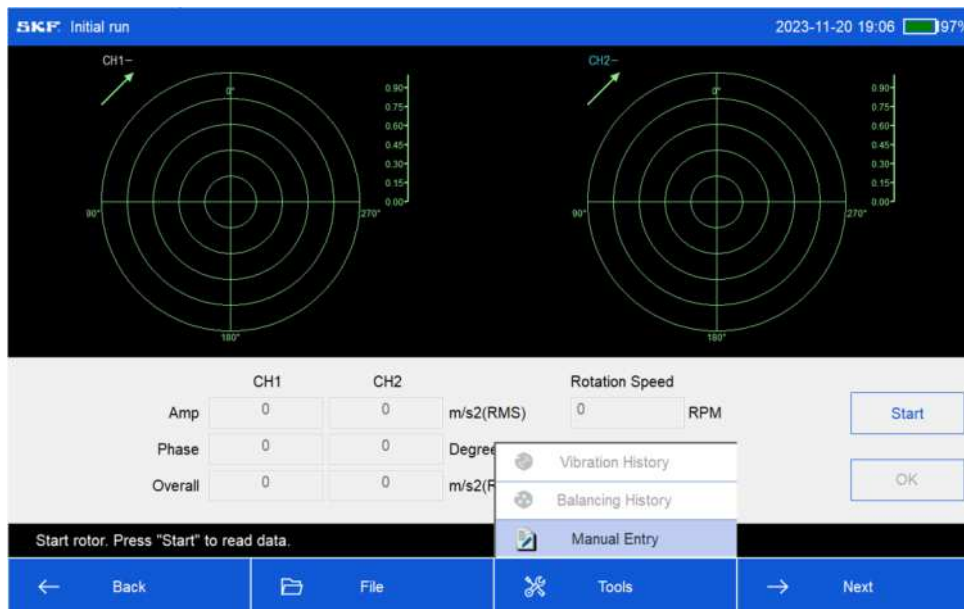 SKF. Initial run
2023-11-20 19:06 97%
CH1-
0°
90°
270°
180°
0.90
0.75
0.60
0.45
0.30
0.15
0.00
CH2-
0°
90°
270°
180°
0.90
0.75
0.60
0.45
0.30
0.15
0.00
CH1 CH2 Rotation Speed
Amp 0 0 m/s2(RMS) 0 RPM Start
Phase 0 0 Degree
Overall 0 0 m/s2(R
OK
Vibration History
Balancing History
Manual Entry
Start rotor. Press "Start" to read data.
Back File Tools Next